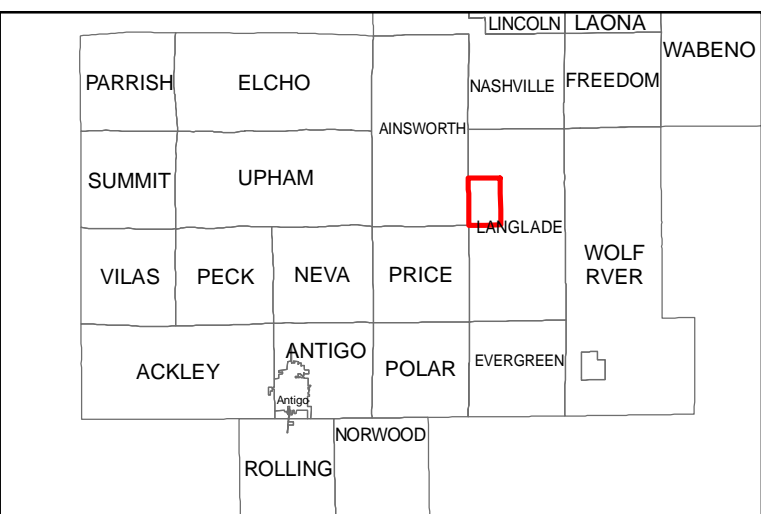 LINCOLN
LAONA
WABENO
PARRISH
ELCHO
NASHVILLE
FREEDOM
AINSWORTH
SUMMIT
UPHAM
LANGLADE
WOLF
RVER
VILAS
PECK
NEVA
PRICE
ANTIGO
ACKLEY
POLAR
EVERGREEN
Antigo
NORWOOD
ROLLING